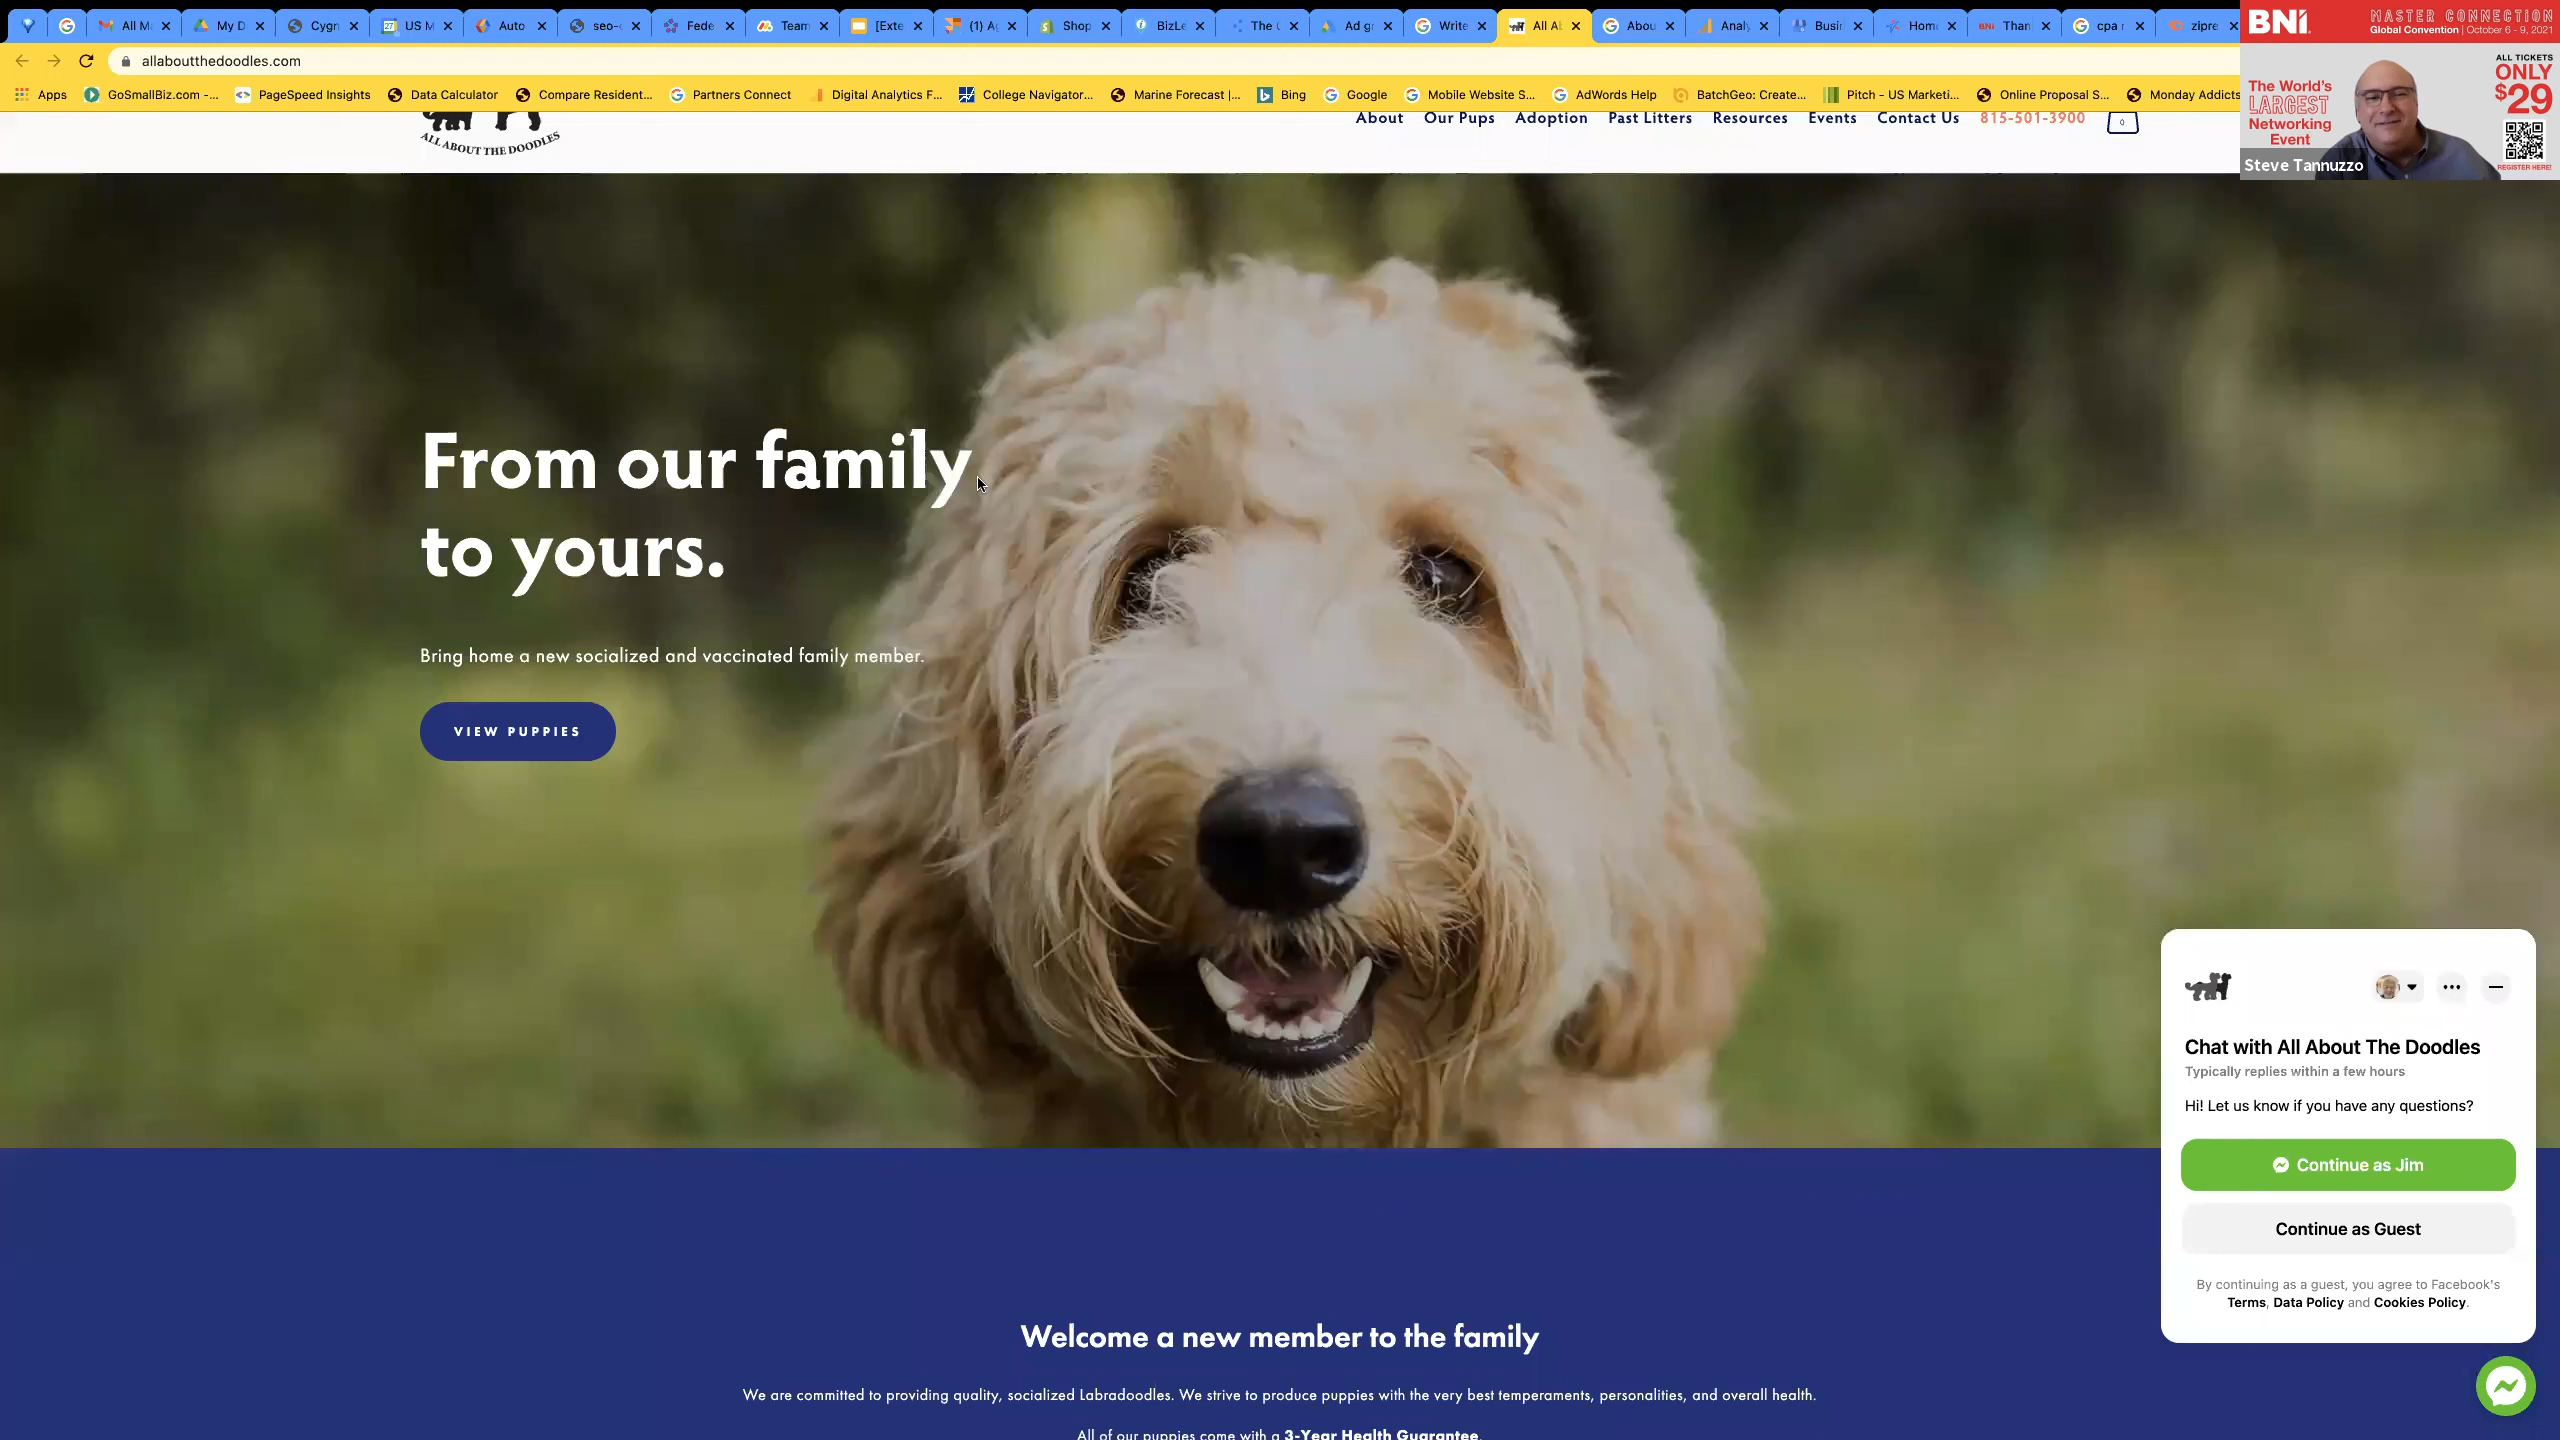 All M
My D
Cygn
US M
Auto
seo-c
Fede
Team
[Exte
(1) A
Shop
BizLe
The U
Ad g
Write
All Al
Abou
Analy
Busi
Hom
BNI Than
cpa r
zipre
allaboutthedoodles.com
Apps
GoSmallBiz.com -...
PageSpeed Insights
Data Calculator
Compare Resident...
Partners Connect
Digital Analytics F...
College Navigator...
Marine Forecast |...
Bing
Google
Mobile Website S...
AdWords Help
BatchGeo: Create...
Pitch - US Marketi...
Online Proposal S...
Monday Addicts
BNI
MASTER CONNECTION
Global Convention | October 6 - 9, 2021
The World's
LARGEST
Networking
Event
ALL TICKETS
ONLY
$29
REGISTER HERE!
Steve Tannuzzo
ALL ABOUT THE DOODLES
About Our Pups Adoption Past Litters Resources Events Contact Us 815-501-3900 0
From our family
to yours.
Bring home a new socialized and vaccinated family member.
VIEW PUPPIES
Chat with All About The Doodles
Typically replies within a few hours
Hi! Let us know if you have any questions?
Continue as Jim
Continue as Guest
By continuing as a guest, you agree to Facebook's
Terms, Data Policy and Cookies Policy.
Welcome a new member to the family
We are committed to providing quality, socialized Labradoodles. We strive to produce puppies with the very best temperaments, personalities, and overall health.
All of our puppies come with a 3-Year Health Guarantee.